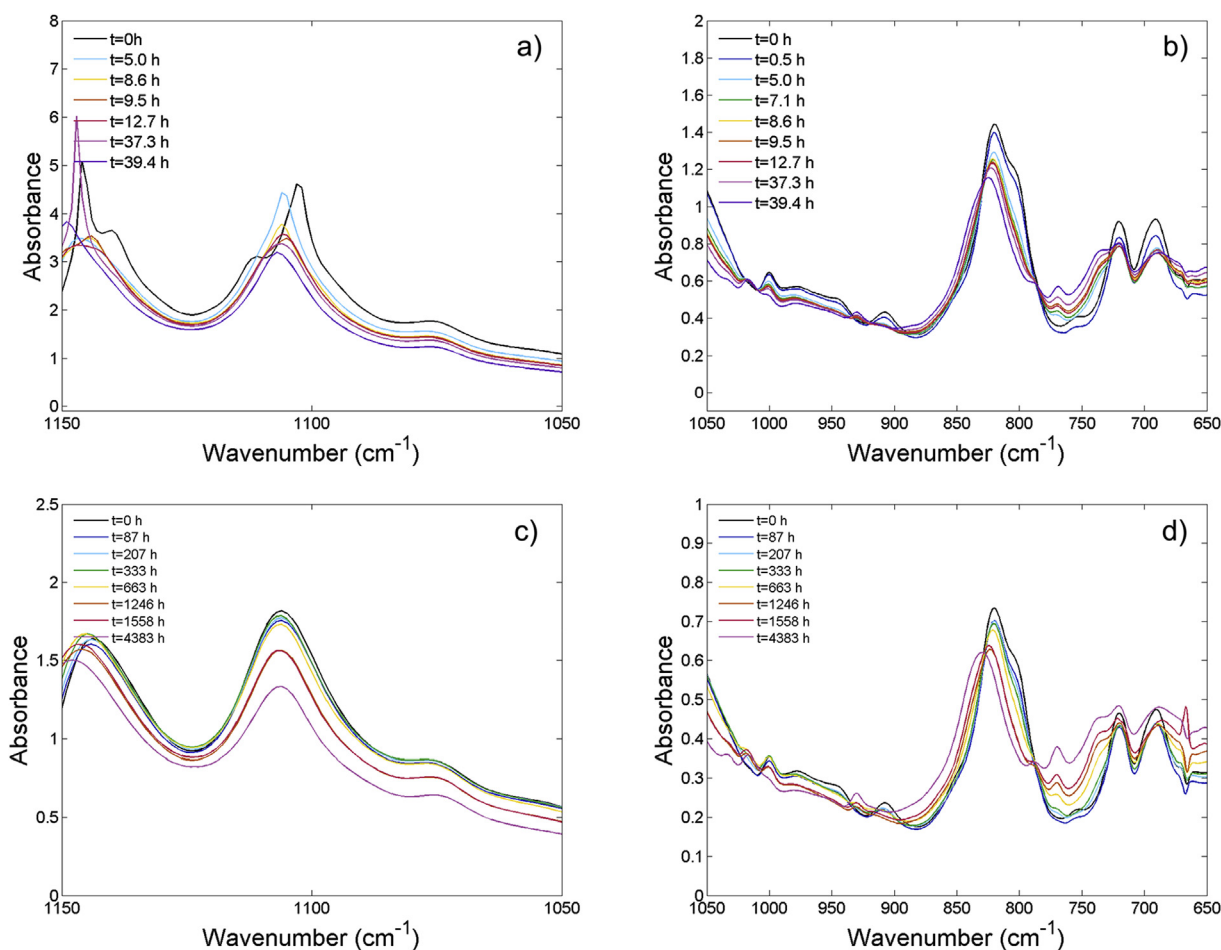 a)
8
7
6
5
4
3
2
1
0
Absorbance
t=0h
t=5.0 h
t=8.6 h
t=9.5 h
t=12.7 h
t=37.3 h
t=39.4 h
1150
1100
1050
Wavenumber (cm⁻¹)
b)
2
1.8
1.6
1.4
1.2
1
0.8
0.6
0.4
0.2
0
Absorbance
t=0 h
t=0.5 h
t=5.0 h
t=7.1 h
t=8.6 h
t=9.5 h
t=12.7 h
t=37.3 h
t=39.4 h
1050
1000
950
900
850
800
750
700
650
Wavenumber (cm⁻¹)
c)
2.5
2
1.5
1
0.5
0
Absorbance
t=0 h
t=87 h
t=207 h
t=333 h
t=663 h
t=1246 h
t=1558 h
t=4383 h
1150
1100
1050
Wavenumber (cm⁻¹)
d)
1
0.9
0.8
0.7
0.6
0.5
0.4
0.3
0.2
0.1
0
Absorbance
t=0 h
t=87 h
t=207 h
t=333 h
t=663 h
t=1246 h
t=1558 h
t=4383 h
1050
1000
950
900
850
800
750
700
650
Wavenumber (cm⁻¹)